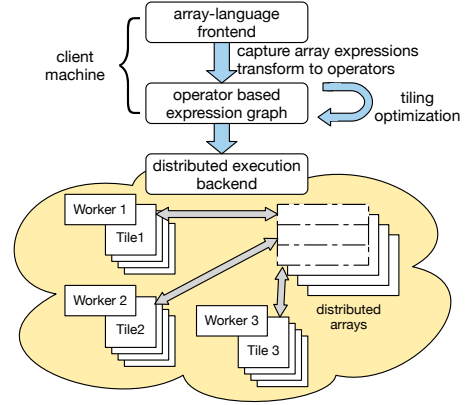 array-language
frontend
client
machine
capture array expressions
transform to operators
operator based
expression graph
tiling
optimization
distributed execution
backend
Worker 1
Tile1
Worker 2
Tile2
Worker 3
Tile 3
distributed
arrays